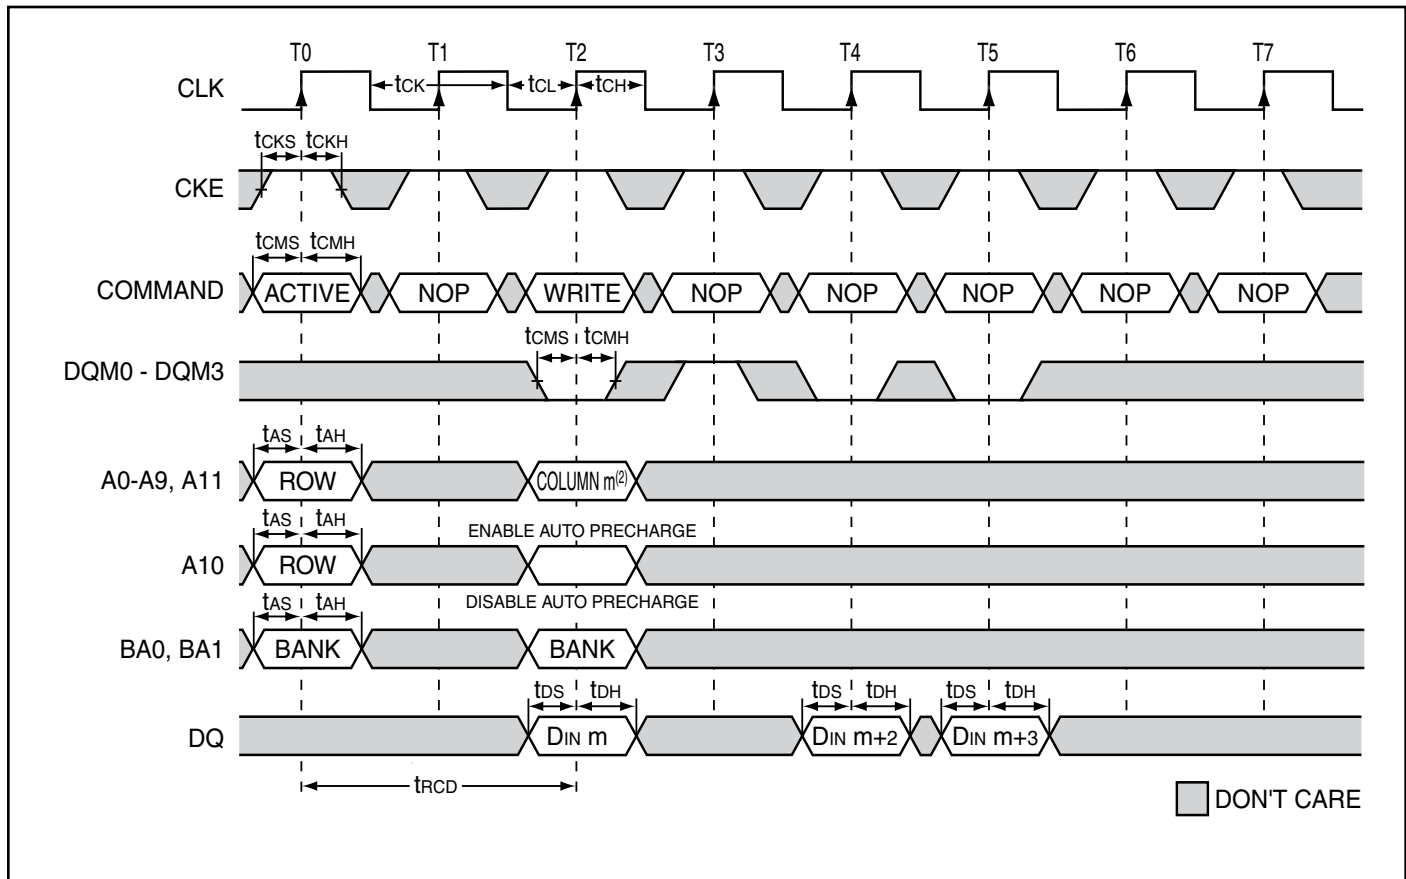 T0 T1 T2 T3 T4 T5 T6 T7
CLK tCK tCL tCH
tCKS tCKH
CKE
tCMS tCMH
COMMAND ACTIVE NOP WRITE NOP NOP NOP NOP NOP
tCMS tCMH
DQM0 - DQM3
tAS tAH
A0-A9, A11 ROW COLUMN m(2)
tAS tAH ENABLE AUTO PRECHARGE
A10 ROW
tAS tAH DISABLE AUTO PRECHARGE
BA0, BA1 BANK BANK
tDS tDH tDS tDH tDS tDH
DQ DIN m DIN m+2 DIN m+3
tRCD
DON'T CARE